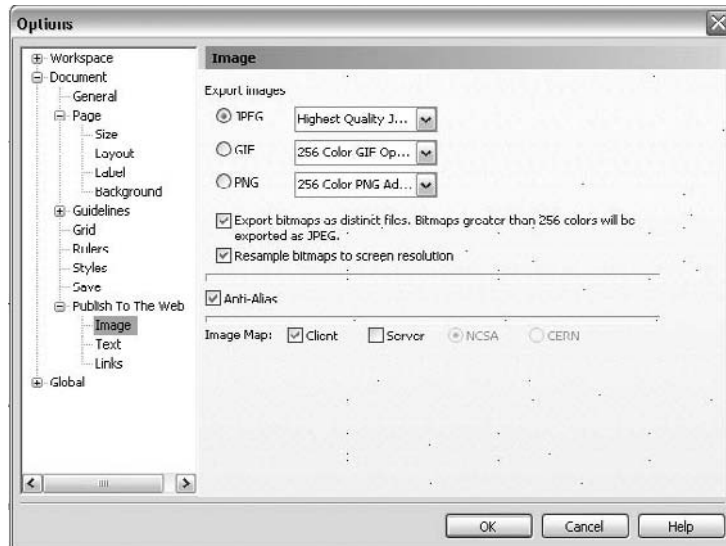 Options
Workspace
Document
General
Page
Size
Layout
Label
Background
Guidelines
Grid
Rulers
Styles
Save
Publish To The Web
Image
Text
Links
Global
Image
Export images
JPEG
Highest Quality J...
GIF
256 Color GIF Op...
PNG
256 Color PNG Ad...
Export bitmaps as distinct files. Bitmaps greater than 256 colors will be
exported as JPEG.
Resample bitmaps to screen resolution
Anti-Alias
Image Map: Client Server NCSA CERN
OK Cancel Help